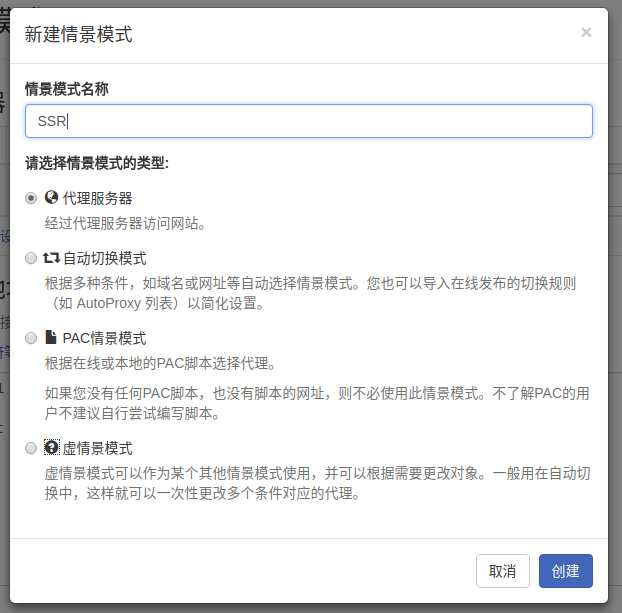 新建情景模式
×
情景模式名称
SSR
请选择情景模式的类型:
代理服务器
经过代理服务器访问网站。
自动切换模式
根据多种条件，如域名或网址等自动选择情景模式。您也可以导入在线发布的切换规则
（如 AutoProxy 列表）以简化设置。
PAC情景模式
根据在线或本地的PAC脚本选择代理。
如果您没有任何PAC脚本，也没有脚本的网址，则不必使用此情景模式。不了解PAC的用
户不建议自行尝试编写脚本。
虚情景模式
虚情景模式可以作为某个其他情景模式使用，并可以根据需要更改对象。一般用在自动切
换中，这样就可以一次性更改多个条件对应的代理。
取消
创建